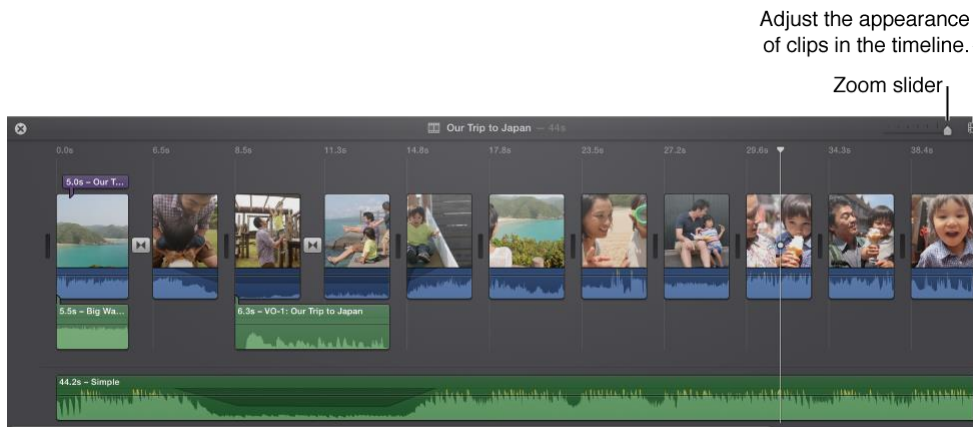 Adjust the appearance
of clips in the timeline.
Zoom slider
Our Trip to Japan — 44s
0.0s 6.5s 8.5s 11.3s 14.8s 17.8s 23.5s 27.2s 29.6s 34.3s 38.4s
5.0s – Our T...
5.5s – Big Wa... 6.3s – VO-1: Our Trip to Japan
44.2s – Simple